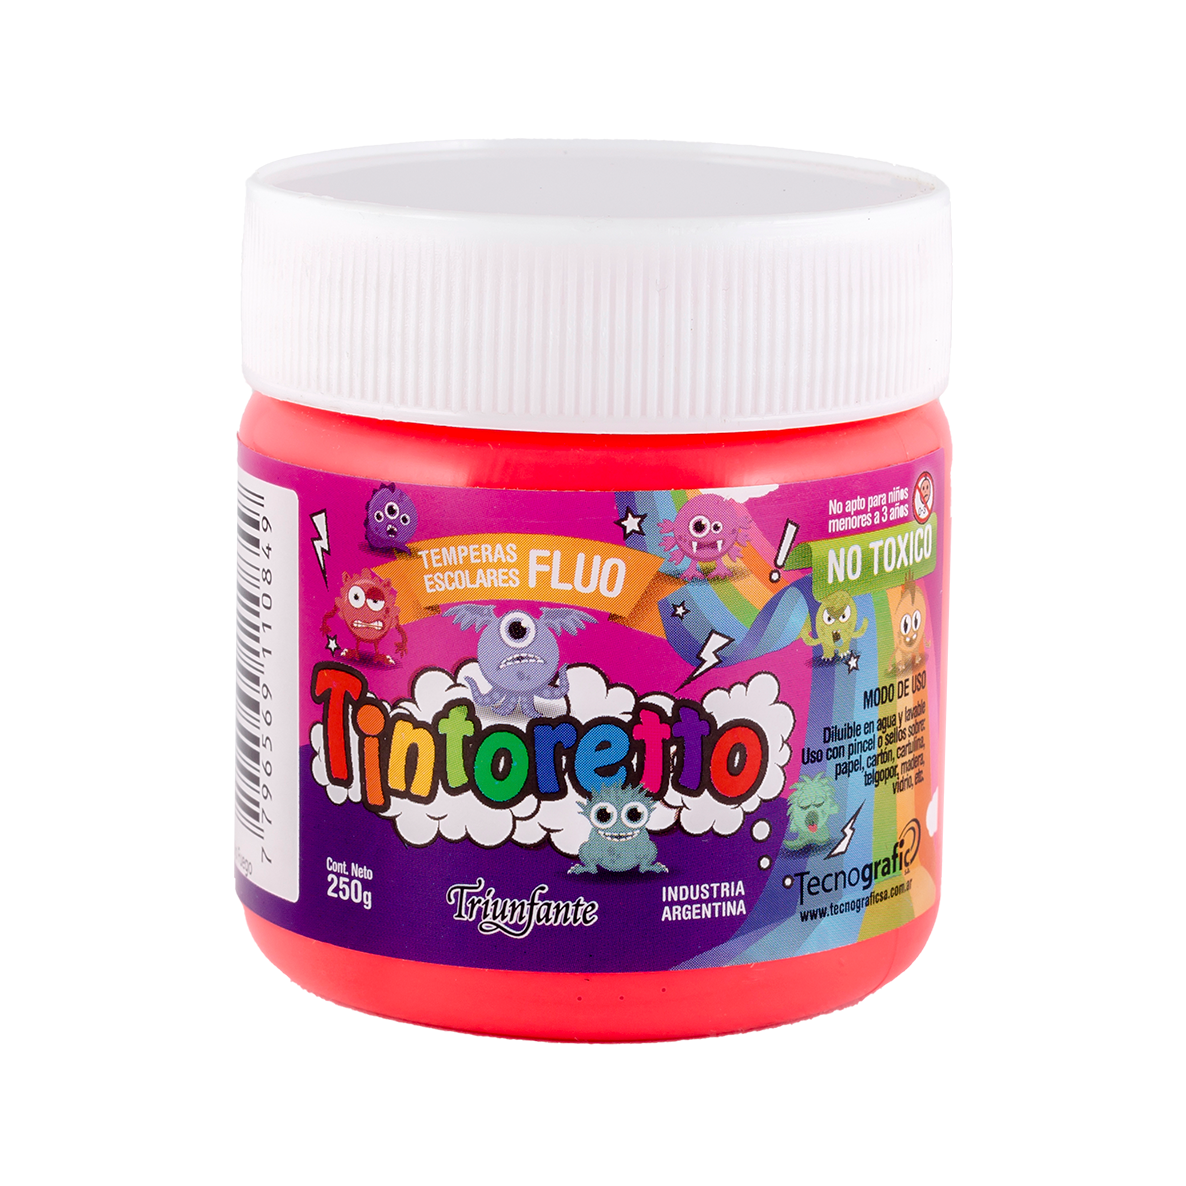 No apto para niños
menores a 3 años
NO TOXICO
TEMPERAS
ESCOLARES
FLUO
Tintoretto
MODO DE USO
Diluible en agua y lavable
Uso con pincel o sellos sobre:
papel, cartón, cartulina,
telgopor, madera,
vidrio, etc.
Cont. Neto
250g
Triunfante
INDUSTRIA
ARGENTINA
Tecnografic
www.tecnograficsa.com.ar
7 796569 110849